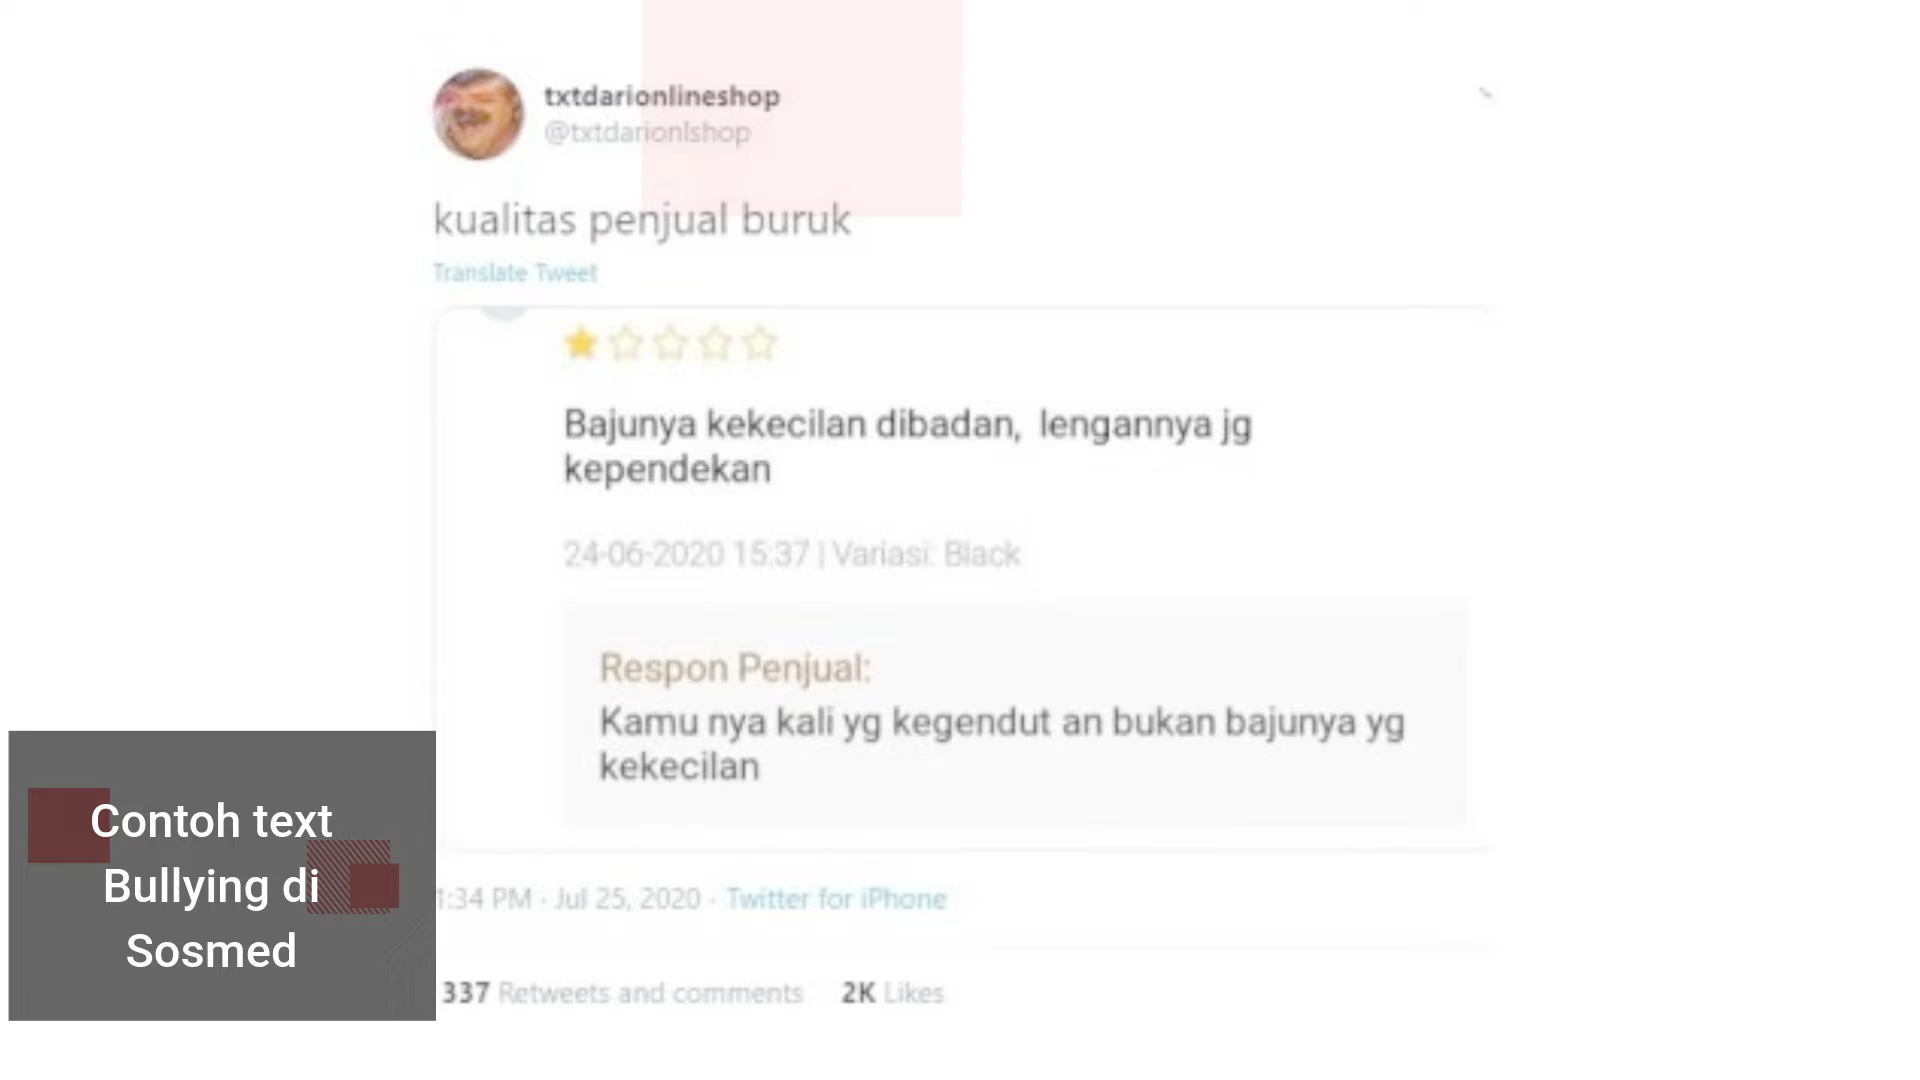 txtdarionlineshop
@txtdarionlshop
kualitas penjual buruk
Translate Tweet
Bajunya kekecilan dibadan, lengannya jg
kependekan
24-06-2020 15:37 | Variasi: Black
Respon Penjual:
Kamu nya kali yg kegendut an bukan bajunya yg
kekecilan
1:34 PM · Jul 25, 2020 · Twitter for iPhone
337 Retweets and comments 2K Likes
Contoh text
Bullying di
Sosmed